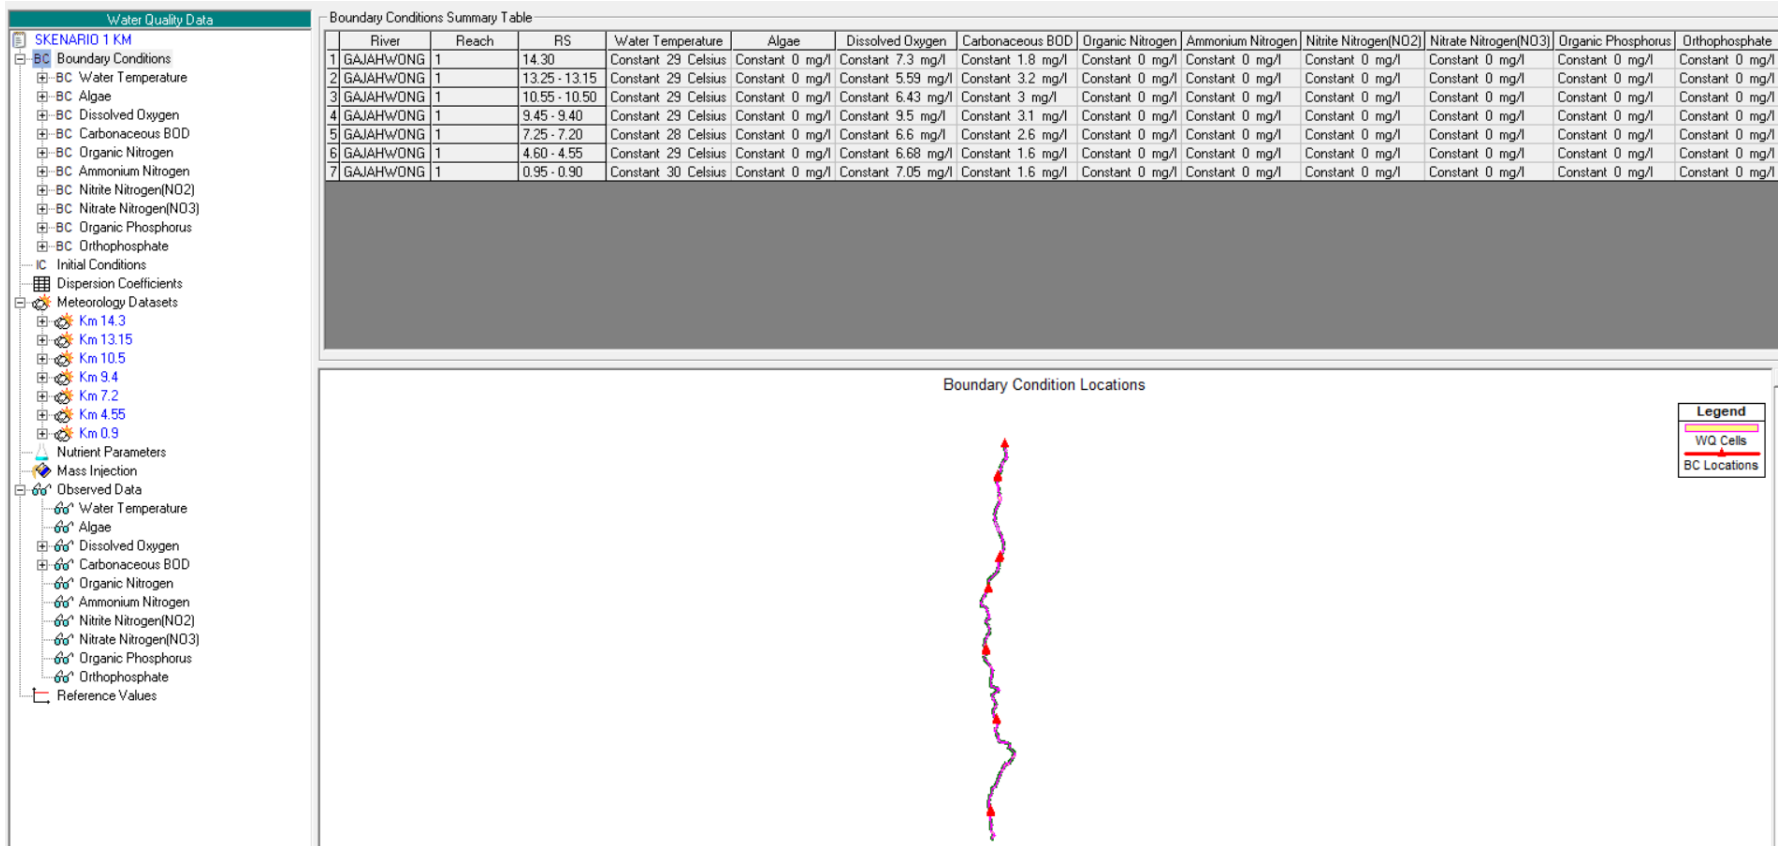 Water Quality Data
SKENARIO 1 KM
BC Boundary Conditions
BC Water Temperature
BC Algae
BC Dissolved Oxygen
BC Carbonaceous BOD
BC Organic Nitrogen
BC Ammonium Nitrogen
BC Nitrite Nitrogen(NO2)
BC Nitrate Nitrogen(NO3)
BC Organic Phosphorus
BC Orthophosphate
IC Initial Conditions
Dispersion Coefficients
Meteorology Datasets
Km 14.3
Km 13.15
Km 10.5
Km 9.4
Km 7.2
Km 4.55
Km 0.9
Nutrient Parameters
Mass Injection
Observed Data
Water Temperature
Algae
Dissolved Oxygen
Carbonaceous BOD
Organic Nitrogen
Ammonium Nitrogen
Nitrite Nitrogen(NO2)
Nitrate Nitrogen(NO3)
Organic Phosphorus
Orthophosphate
Reference Values
Boundary Conditions Summary Table
River Reach RS Water Temperature Algae Dissolved Oxygen Carbonaceous BOD Organic Nitrogen Ammonium Nitrogen Nitrite Nitrogen(NO2) Nitrate Nitrogen(NO3) Organic Phosphorus Orthophosphate
1 GAJAHWONG 1 14.30 Constant 29 Celsius Constant 0 mg/l Constant 7.3 mg/l Constant 1.8 mg/l Constant 0 mg/l Constant 0 mg/l Constant 0 mg/l Constant 0 mg/l Constant 0 mg/l Constant 0 mg/l
2 GAJAHWONG 1 13.25 - 13.15 Constant 29 Celsius Constant 0 mg/l Constant 5.59 mg/l Constant 3.2 mg/l Constant 0 mg/l Constant 0 mg/l Constant 0 mg/l Constant 0 mg/l Constant 0 mg/l Constant 0 mg/l
3 GAJAHWONG 1 10.55 - 10.50 Constant 29 Celsius Constant 0 mg/l Constant 6.43 mg/l Constant 3 mg/l Constant 0 mg/l Constant 0 mg/l Constant 0 mg/l Constant 0 mg/l Constant 0 mg/l Constant 0 mg/l
4 GAJAHWONG 1 9.45 - 9.40 Constant 29 Celsius Constant 0 mg/l Constant 9.5 mg/l Constant 3.1 mg/l Constant 0 mg/l Constant 0 mg/l Constant 0 mg/l Constant 0 mg/l Constant 0 mg/l Constant 0 mg/l
5 GAJAHWONG 1 7.25 - 7.20 Constant 28 Celsius Constant 0 mg/l Constant 6.6 mg/l Constant 2.6 mg/l Constant 0 mg/l Constant 0 mg/l Constant 0 mg/l Constant 0 mg/l Constant 0 mg/l Constant 0 mg/l
6 GAJAHWONG 1 4.60 - 4.55 Constant 29 Celsius Constant 0 mg/l Constant 6.68 mg/l Constant 1.6 mg/l Constant 0 mg/l Constant 0 mg/l Constant 0 mg/l Constant 0 mg/l Constant 0 mg/l Constant 0 mg/l
7 GAJAHWONG 1 0.95 - 0.90 Constant 30 Celsius Constant 0 mg/l Constant 7.05 mg/l Constant 1.6 mg/l Constant 0 mg/l Constant 0 mg/l Constant 0 mg/l Constant 0 mg/l Constant 0 mg/l Constant 0 mg/l
Boundary Condition Locations
Legend
WQ Cells
BC Locations